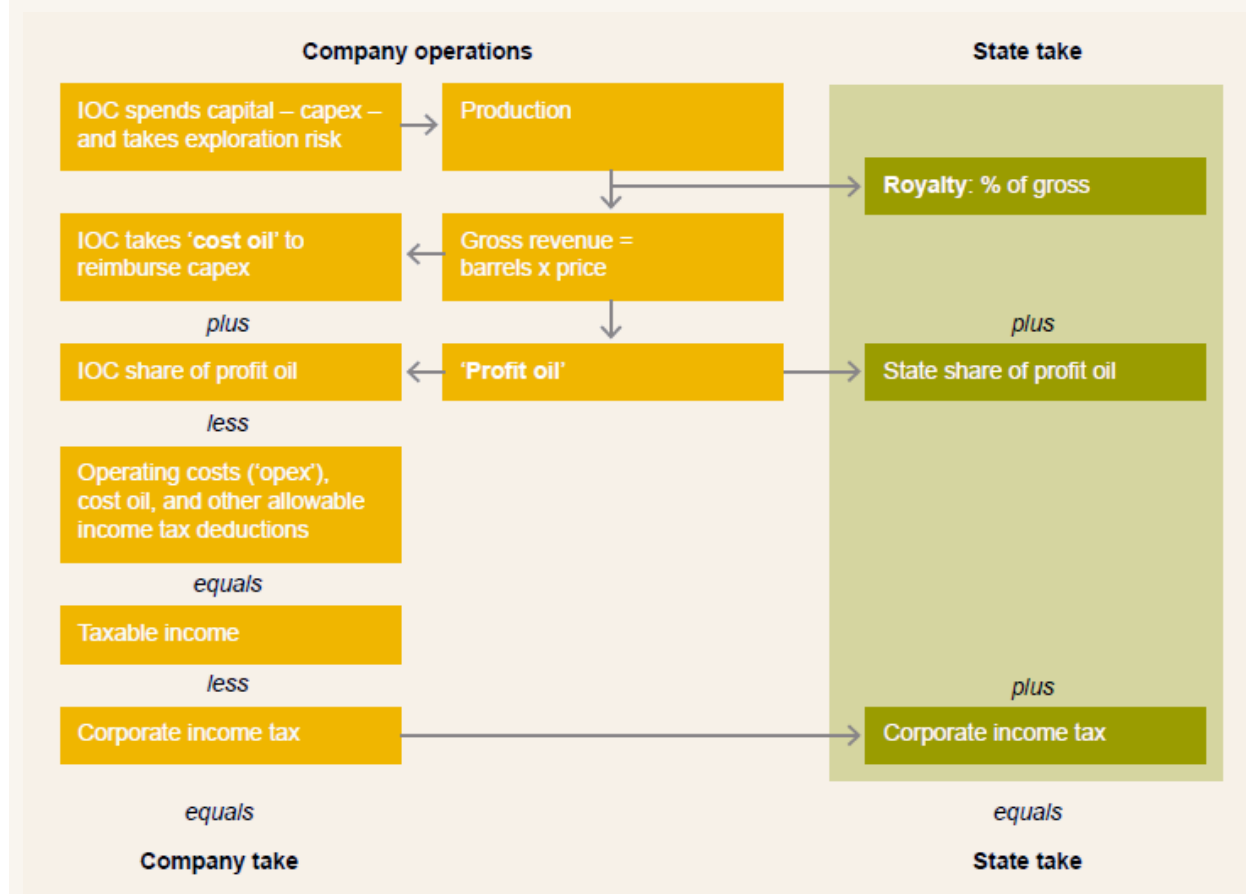 Company operations
State take
IOC spends capital – capex –
and takes exploration risk
Production
Royalty: % of gross
IOC takes ‘cost oil’ to
reimburse capex
Gross revenue =
barrels x price
plus
plus
IOC share of profit oil
‘Profit oil’
State share of profit oil
less
Operating costs (‘opex’),
cost oil, and other allowable
income tax deductions
equals
Taxable income
less
plus
Corporate income tax
Corporate income tax
equals
equals
Company take
State take